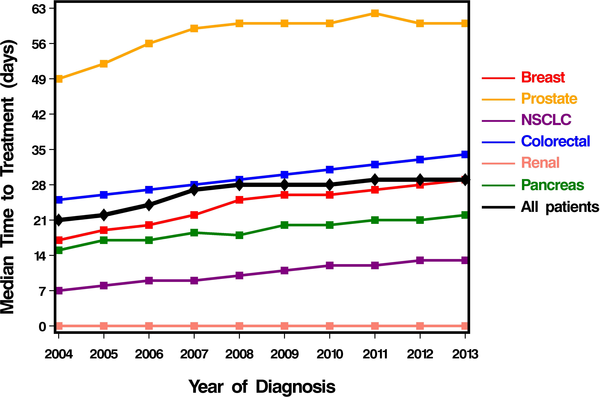 Median Time to Treatment (days)
63
56
49
42
35
28
21
14
7
0
2004 2005 2006 2007 2008 2009 2010 2011 2012 2013
Year of Diagnosis
Breast
Prostate
NSCLC
Colorectal
Renal
Pancreas
All patients